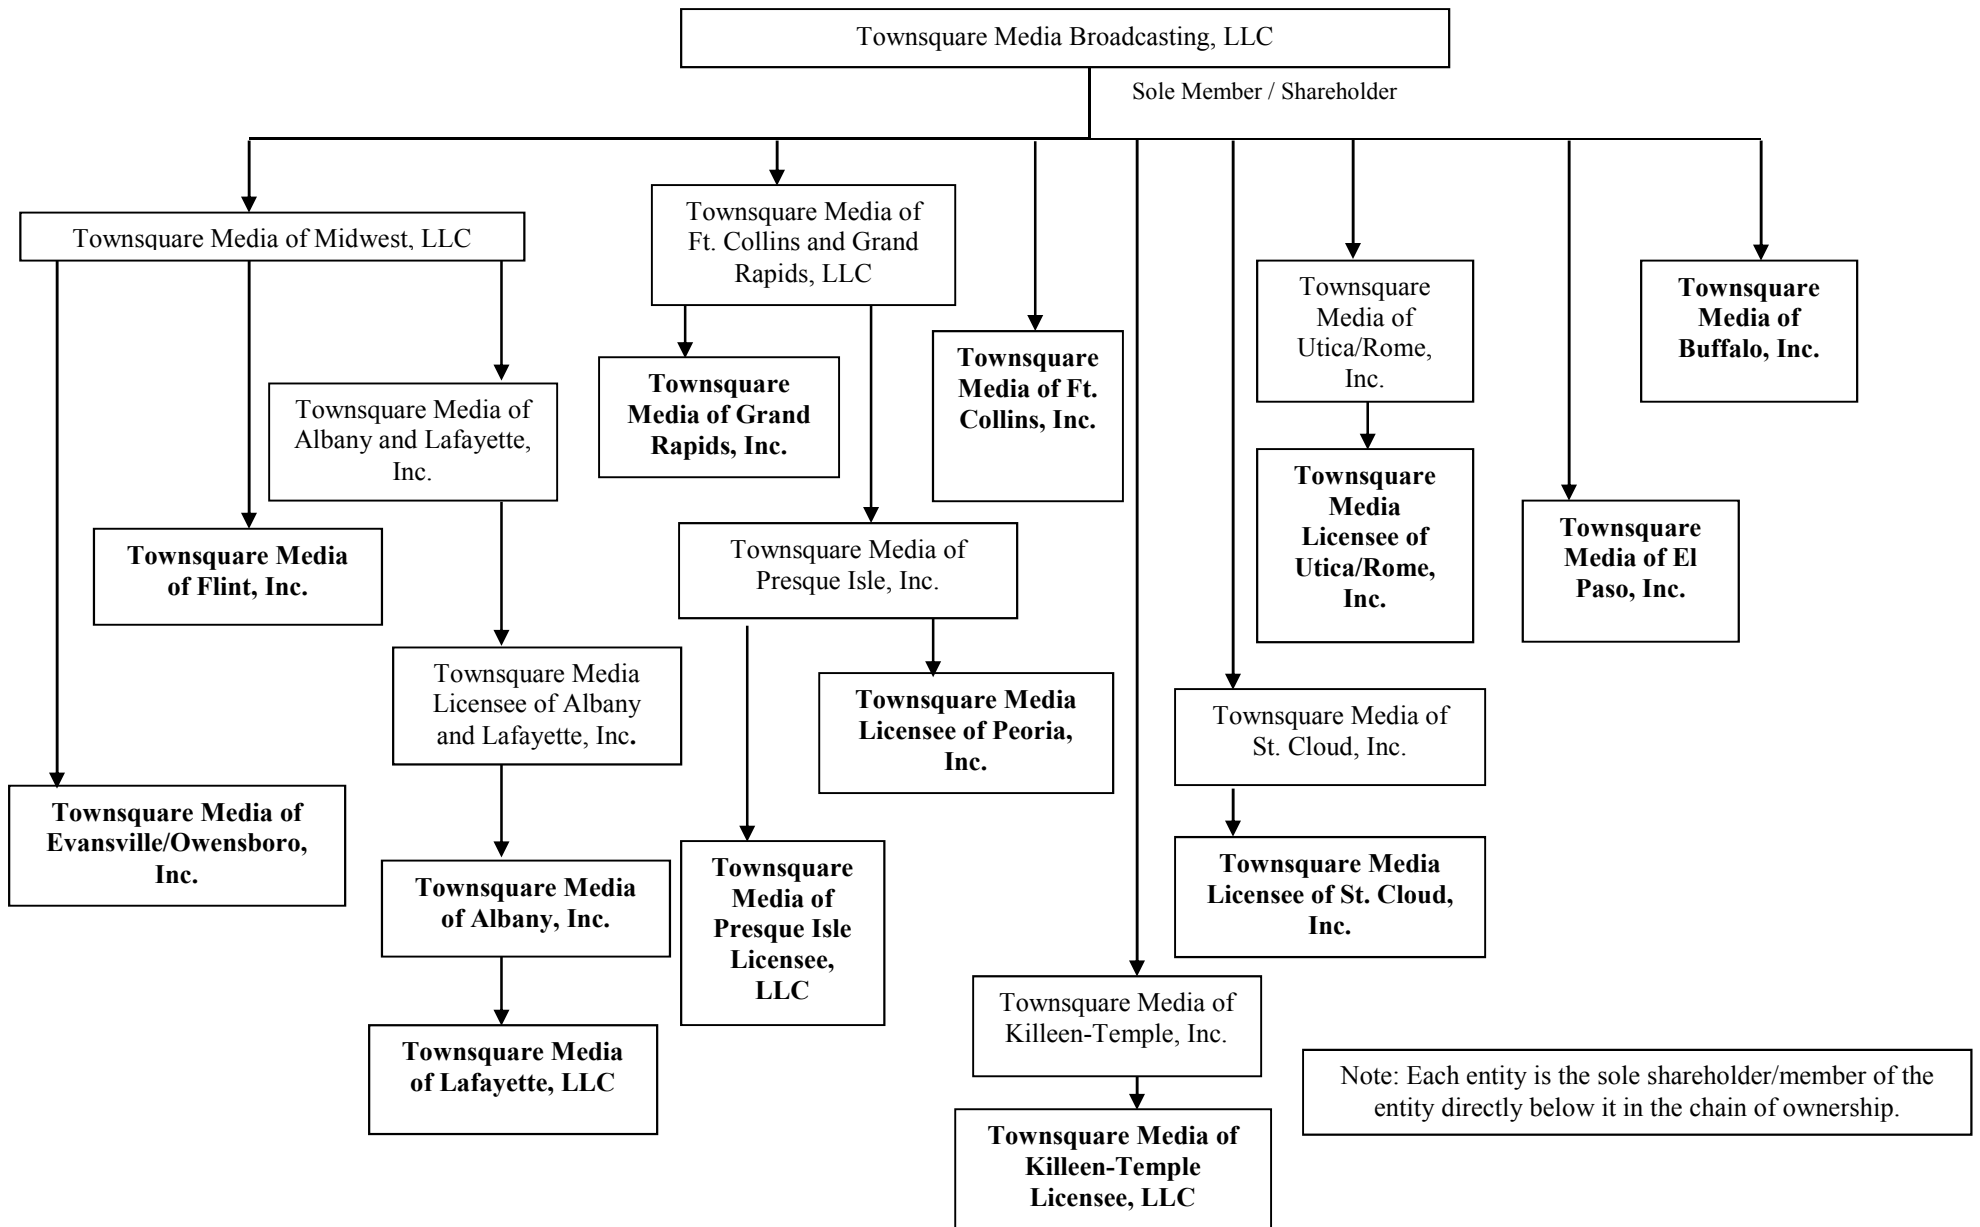 Townsquare Media Broadcasting, LLC
Sole Member / Shareholder
Townsquare Media of Midwest, LLC
Townsquare Media of
Ft. Collins and Grand
Rapids, LLC
Townsquare
Media of
Utica/Rome,
Inc.
Townsquare
Media of
Buffalo, Inc.
Townsquare Media of
Albany and Lafayette,
Inc.
Townsquare
Media of Grand
Rapids, Inc.
Townsquare
Media of Ft.
Collins, Inc.
Townsquare
Media
Licensee of
Utica/Rome,
Inc.
Townsquare
Media of El
Paso, Inc.
Townsquare Media
of Flint, Inc.
Townsquare Media of
Presque Isle, Inc.
Townsquare Media
Licensee of Albany
and Lafayette, Inc.
Townsquare Media
Licensee of Peoria,
Inc.
Townsquare Media of
St. Cloud, Inc.
Townsquare Media of
Evansville/Owensboro,
Inc.
Townsquare Media
of Albany, Inc.
Townsquare
Media of
Presque Isle
Licensee,
LLC
Townsquare Media
Licensee of St. Cloud,
Inc.
Townsquare Media of
Killeen-Temple, Inc.
Townsquare Media
of Lafayette, LLC
Note: Each entity is the sole shareholder/member of the
entity directly below it in the chain of ownership.
Townsquare Media of
Killeen-Temple
Licensee, LLC